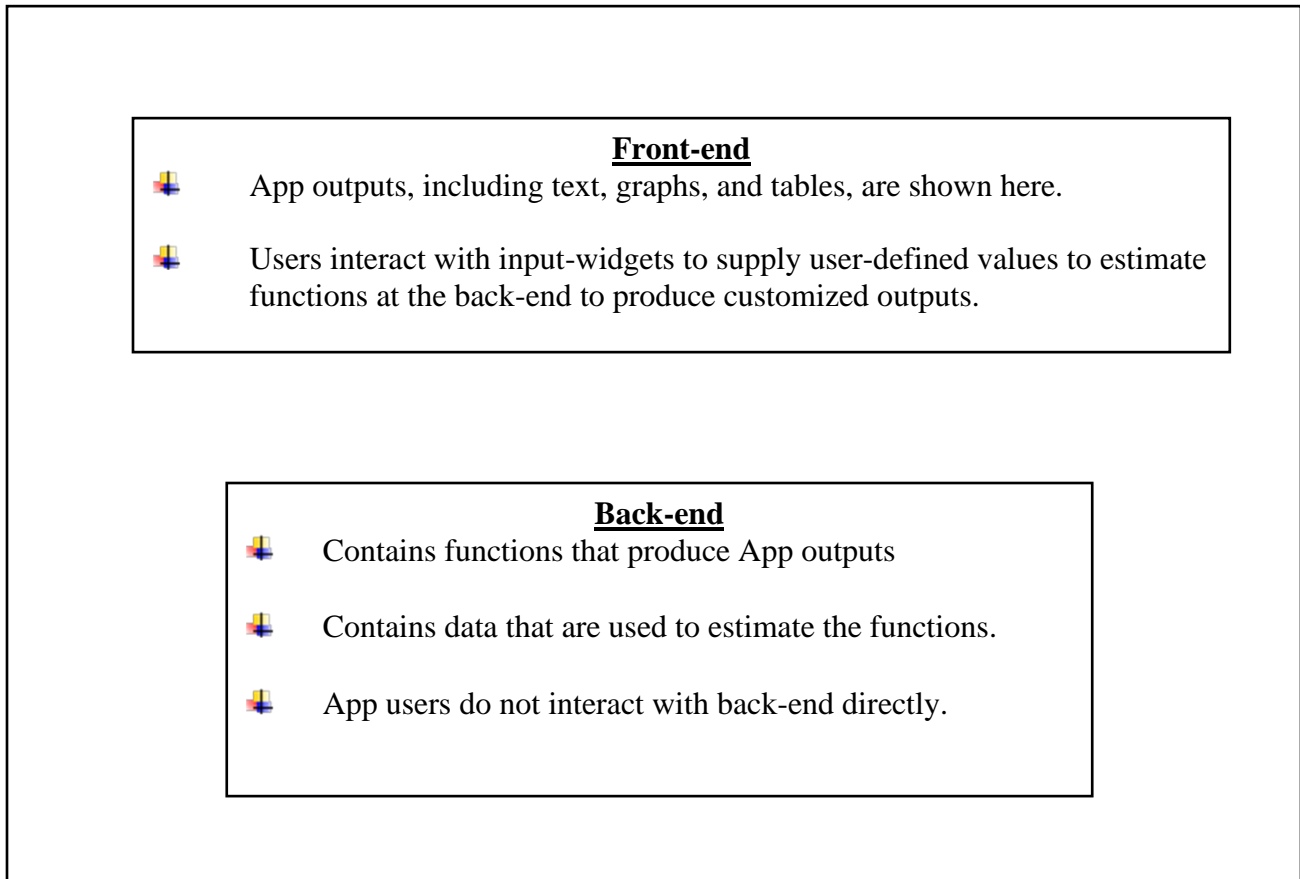 Front-end
App outputs, including text, graphs, and tables, are shown here.
Users interact with input-widgets to supply user-defined values to estimate
functions at the back-end to produce customized outputs.
Back-end
Contains functions that produce App outputs
Contains data that are used to estimate the functions.
App users do not interact with back-end directly.